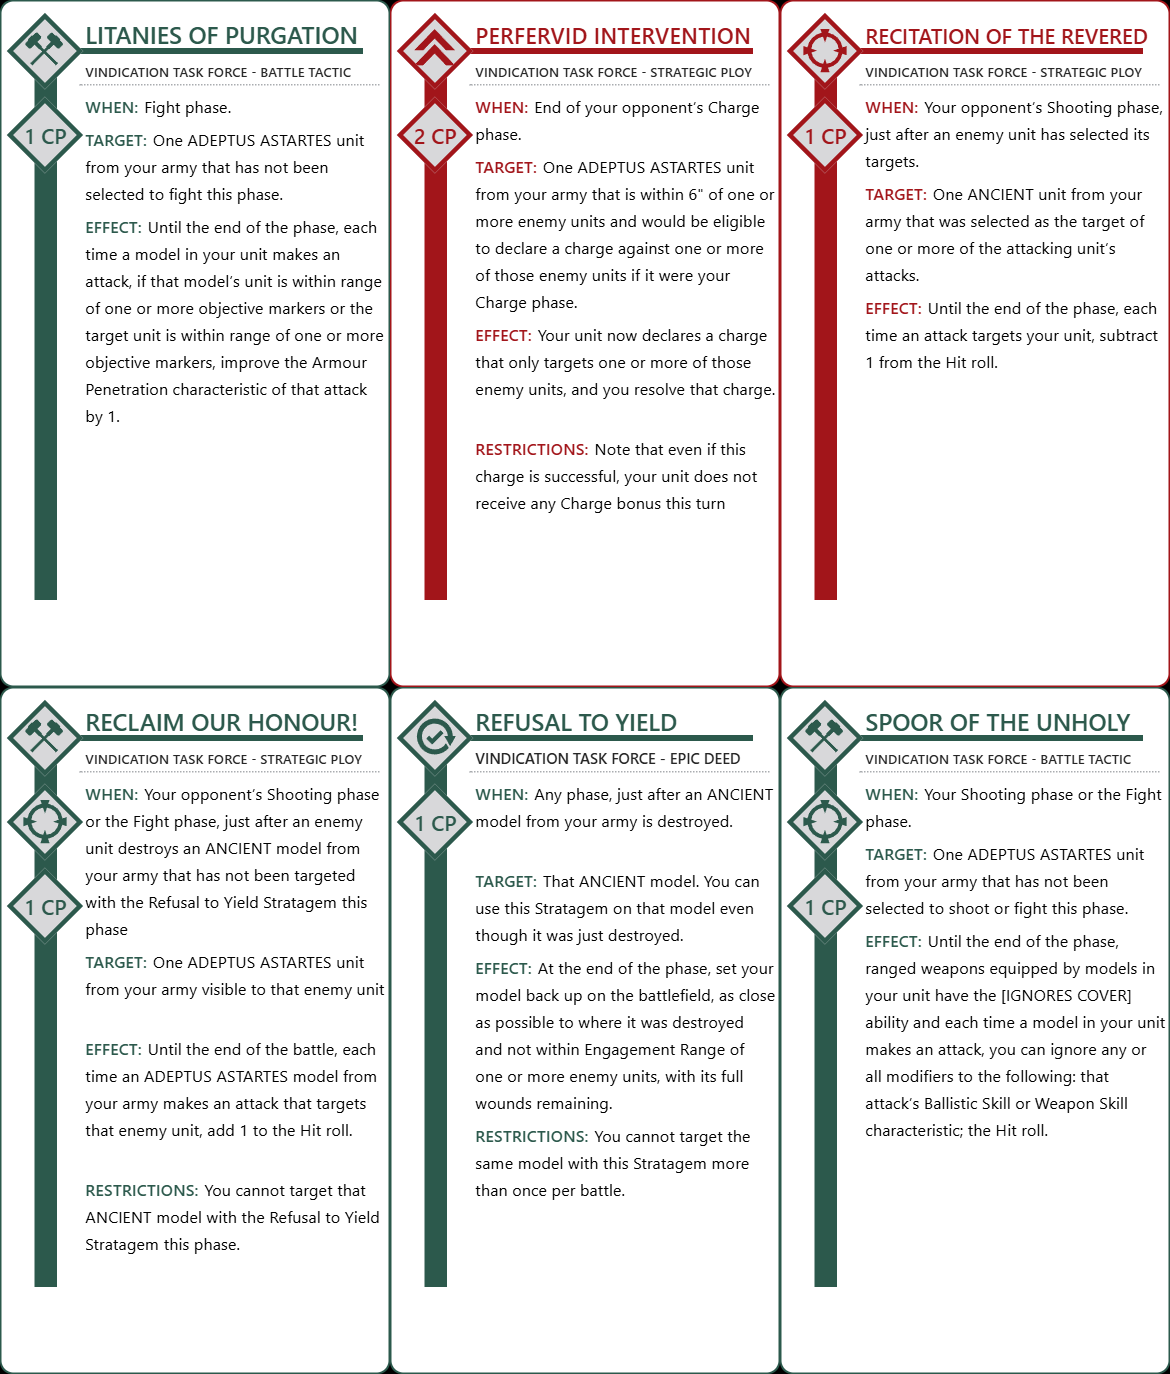 LITANIES OF PURGATION
VINDICATION TASK FORCE - BATTLE TACTIC
1 CP
WHEN: Fight phase.
TARGET: One ADEPTUS ASTARTES unit
from your army that has not been
selected to fight this phase.
EFFECT: Until the end of the phase, each
time a model in your unit makes an
attack, if that model's unit is within range
of one or more objective markers or the
target unit is within range of one or more
objective markers, improve the Armour
Penetration characteristic of that attack
by 1.
PERFERVID INTERVENTION
VINDICATION TASK FORCE - STRATEGIC PLOY
2 CP
WHEN: End of your opponent's Charge
phase.
TARGET: One ADEPTUS ASTARTES unit
from your army that is within 6" of one or
more enemy units and would be eligible
to declare a charge against one or more
of those enemy units if it were your
Charge phase.
EFFECT: Your unit now declares a charge
that only targets one or more of those
enemy units, and you resolve that charge.
RESTRICTIONS: Note that even if this
charge is successful, your unit does not
receive any Charge bonus this turn
RECITATION OF THE REVERED
VINDICATION TASK FORCE - STRATEGIC PLOY
1 CP
WHEN: Your opponent's Shooting phase,
just after an enemy unit has selected its
targets.
TARGET: One ANCIENT unit from your
army that was selected as the target of
one or more of the attacking unit's
attacks.
EFFECT: Until the end of the phase, each
time an attack targets your unit, subtract
1 from the Hit roll.
RECLAIM OUR HONOUR!
VINDICATION TASK FORCE - STRATEGIC PLOY
1 CP
WHEN: Your opponent's Shooting phase
or the Fight phase, just after an enemy
unit destroys an ANCIENT model from
your army that has not been targeted
with the Refusal to Yield Stratagem this
phase
TARGET: One ADEPTUS ASTARTES unit
from your army visible to that enemy unit
EFFECT: Until the end of the battle, each
time an ADEPTUS ASTARTES model from
your army makes an attack that targets
that enemy unit, add 1 to the Hit roll.
RESTRICTIONS: You cannot target that
ANCIENT model with the Refusal to Yield
Stratagem this phase.
REFUSAL TO YIELD
VINDICATION TASK FORCE - EPIC DEED
1 CP
WHEN: Any phase, just after an ANCIENT
model from your army is destroyed.
TARGET: That ANCIENT model. You can
use this Stratagem on that model even
though it was just destroyed.
EFFECT: At the end of the phase, set your
model back up on the battlefield, as close
as possible to where it was destroyed
and not within Engagement Range of
one or more enemy units, with its full
wounds remaining.
RESTRICTIONS: You cannot target the
same model with this Stratagem more
than once per battle.
SPOOR OF THE UNHOLY
VINDICATION TASK FORCE - BATTLE TACTIC
1 CP
WHEN: Your Shooting phase or the Fight
phase.
TARGET: One ADEPTUS ASTARTES unit
from your army that has not been
selected to shoot or fight this phase.
EFFECT: Until the end of the phase,
ranged weapons equipped by models in
your unit have the [IGNORES COVER]
ability and each time a model in your unit
makes an attack, you can ignore any or
all modifiers to the following: that
attack's Ballistic Skill or Weapon Skill
characteristic; the Hit roll.